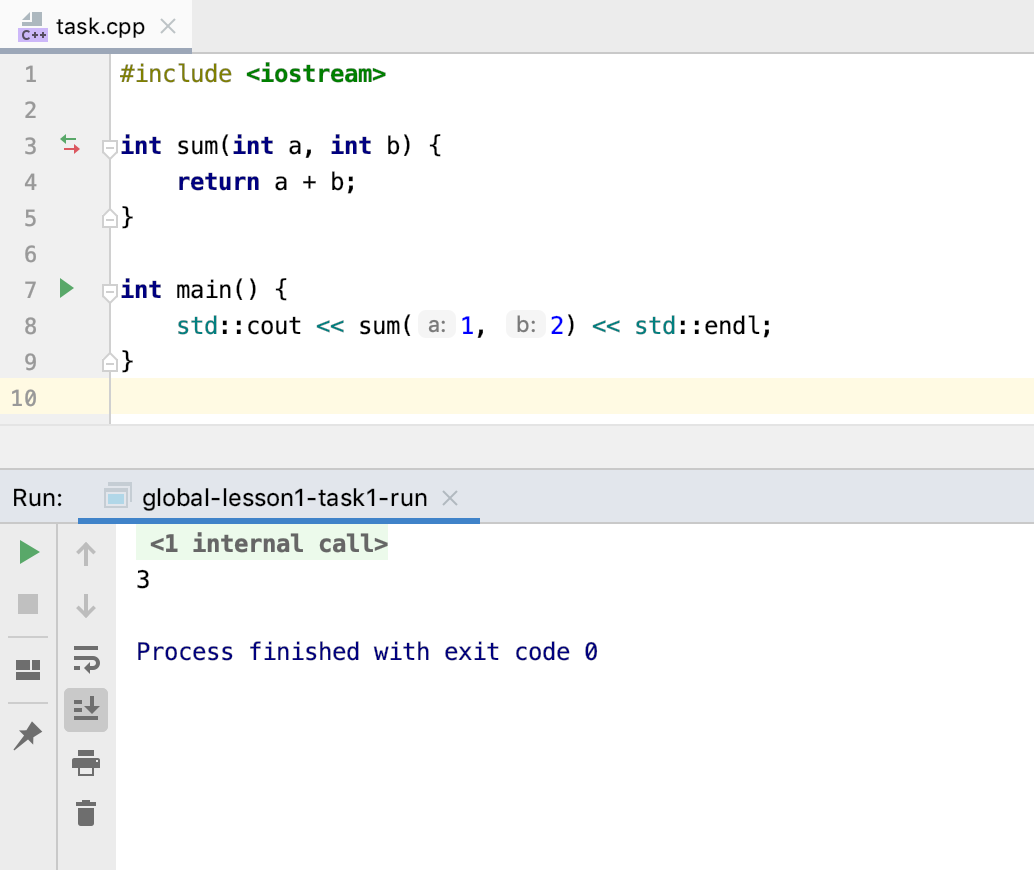 C++ task.cpp
1 #include <iostream>
2
3 int sum(int a, int b) {
4     return a + b;
5 }
6
7 int main() {
8     std::cout << sum( a: 1, b: 2) << std::endl;
9 }
10
Run: global-lesson1-task1-run
<1 internal call>
3
Process finished with exit code 0